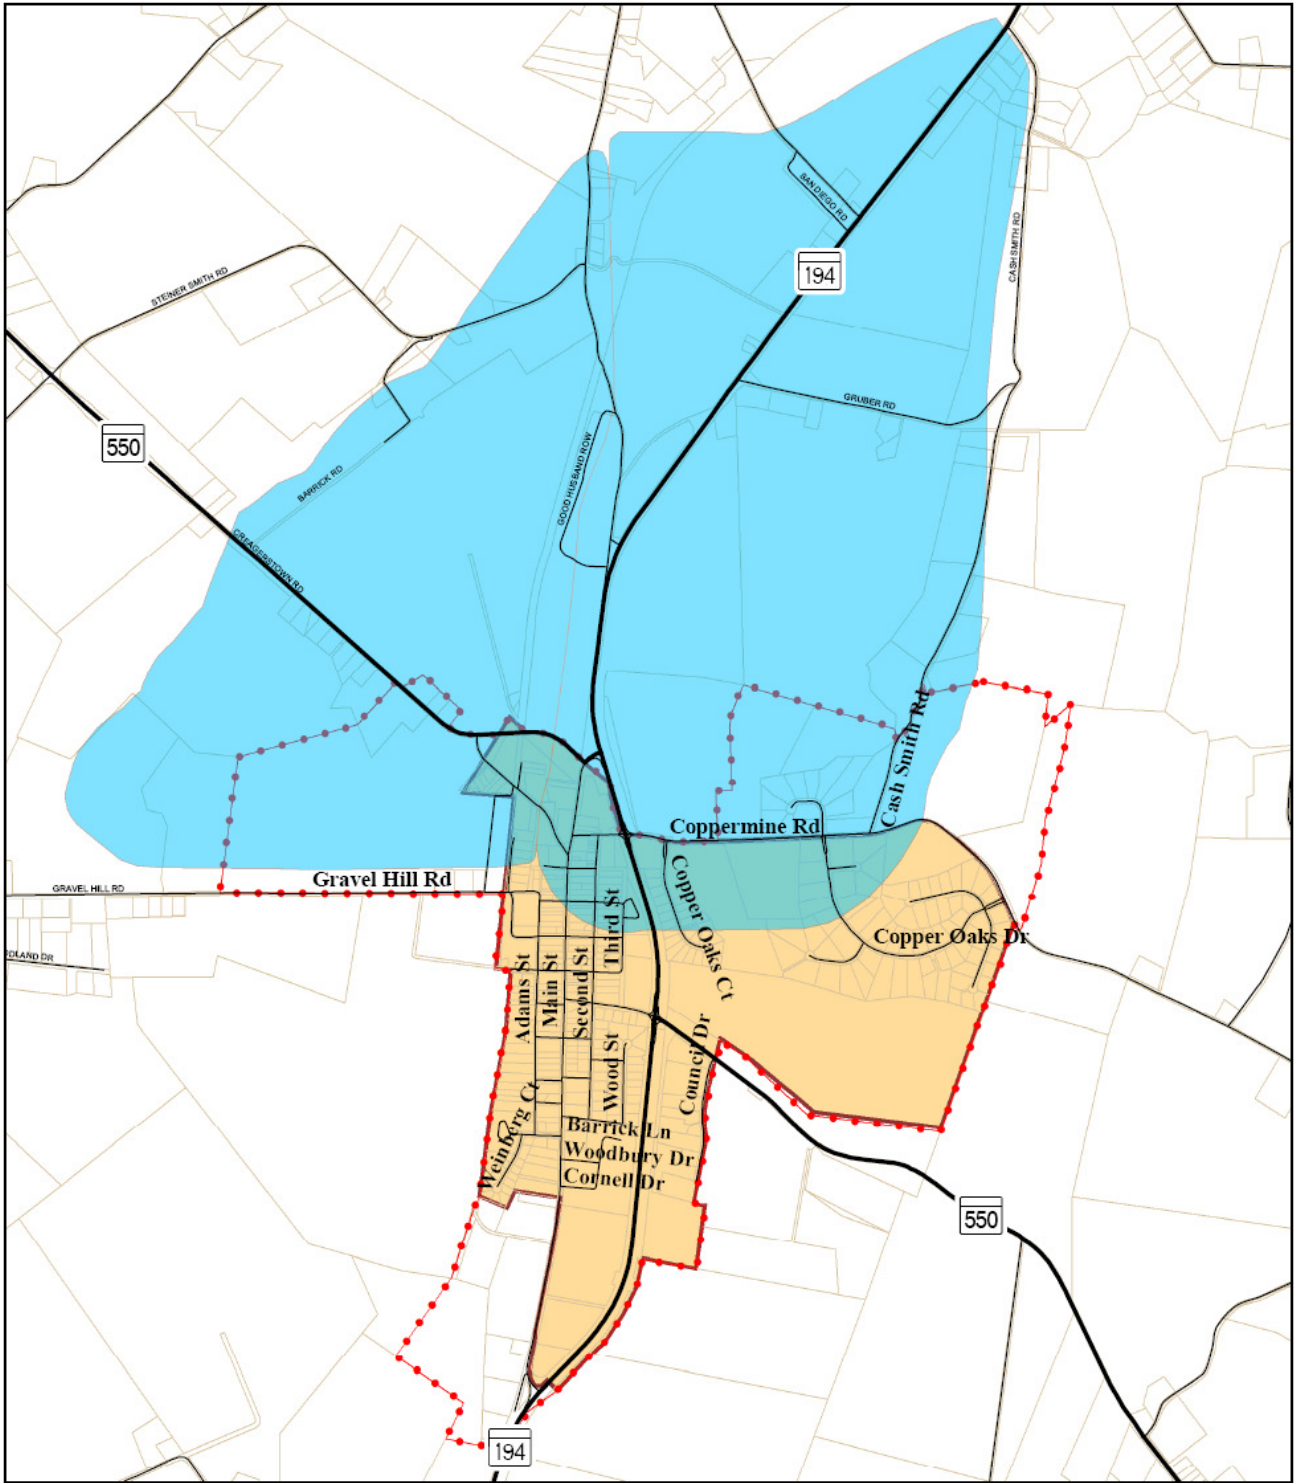 SAN DIEGO RD
CASH SMITH RD
194
STEINER SMITH RD
GRUBER RD
550
GOOD HUSBAND ROW
BARRICK RD
CREAGERSTOWN RD
Cash Smith Rd
Coppermine Rd
Gravel Hill Rd
GRAVEL HILL RD
Third St
Copper Oaks Ct
Copper Oaks Dr
DLAND DR
Adams St
Main St
Second St
Wood St
Council Dr
Weinberg Ct
Barrick Ln
Woodbury Dr
Cornell Dr
550
194